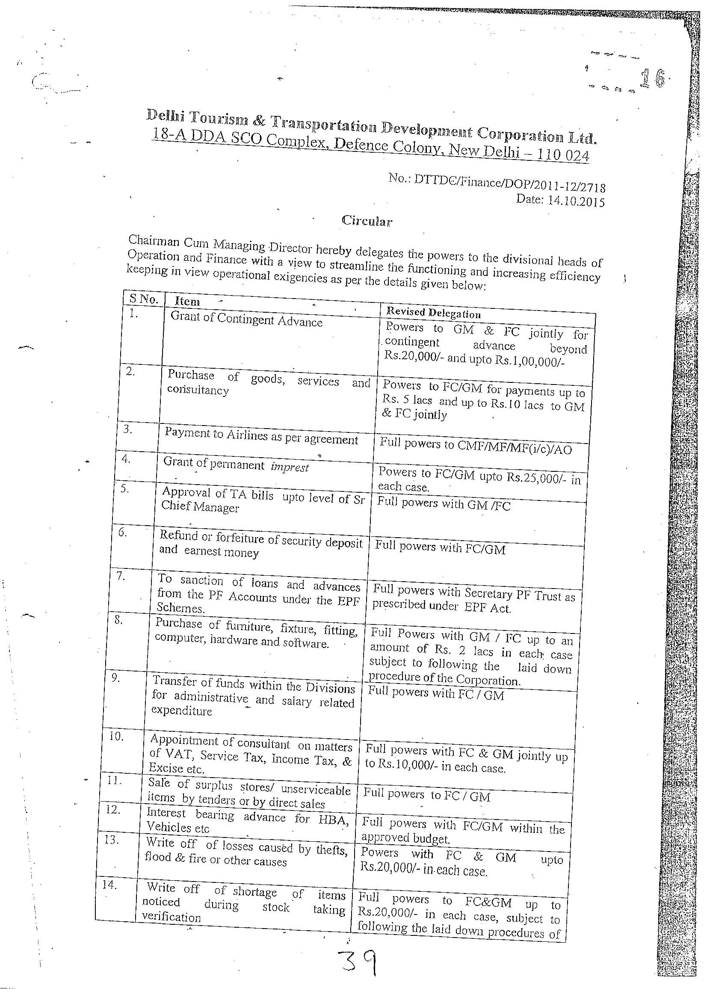 16
Delhi Tourism & Transportation Development Corporation Ltd.
18-A DDA SCO Complex, Defence Colony, New Delhi – 110 024
No.: DTTDC/Finance/DOP/2011-12/2718
Date: 14.10.2015
Circular
Chairman Cum Managing Director hereby delegates the powers to the divisional heads of
Operation and Finance with a view to streamline the functioning and increasing efficiency
keeping in view operational exigencies as per the details given below:
S No. Item Revised Delegation
1. Grant of Contingent Advance
Powers to GM & FC jointly for
contingent advance beyond
Rs.20,000/- and upto Rs.1,00,000/-
2. Purchase of goods, services and
consultancy
Powers to FC/GM for payments up to
Rs. 5 lacs and up to Rs.10 lacs to GM
& FC jointly
3. Payment to Airlines as per agreement
Full powers to CMF/MF/MF(i/c)/AO
4. Grant of permanent imprest
Powers to FC/GM upto Rs.25,000/- in
each case.
5. Approval of TA bills upto level of Sr
Chief Manager
Full powers with GM /FC
6. Refund or forfeiture of security deposit
and earnest money
Full powers with FC/GM
7. To sanction of loans and advances
from the PF Accounts under the EPF
Schemes.
Full powers with Secretary PF Trust as
prescribed under EPF Act.
8. Purchase of furniture, fixture, fitting,
computer, hardware and software.
Full Powers with GM / FC up to an
amount of Rs. 2 lacs in each case
subject to following the laid down
procedure of the Corporation.
9. Transfer of funds within the Divisions
for administrative and salary related
expenditure
Full powers with FC / GM
10. Appointment of consultant on matters
of VAT, Service Tax, Income Tax, &
Excise etc.
Full powers with FC & GM jointly up
to Rs.10,000/- in each case.
11. Sale of surplus stores/ unserviceable
items by tenders or by direct sales
Full powers to FC / GM
12. Interest bearing advance for HBA,
Vehicles etc
Full powers with FC/GM within the
approved budget.
13. Write off of losses caused by thefts,
flood & fire or other causes
Powers with FC & GM upto
Rs.20,000/- in each case.
14. Write off of shortage of items
noticed during stock taking
verification
Full powers to FC&GM up to
Rs.20,000/- in each case, subject to
following the laid down procedures of
39